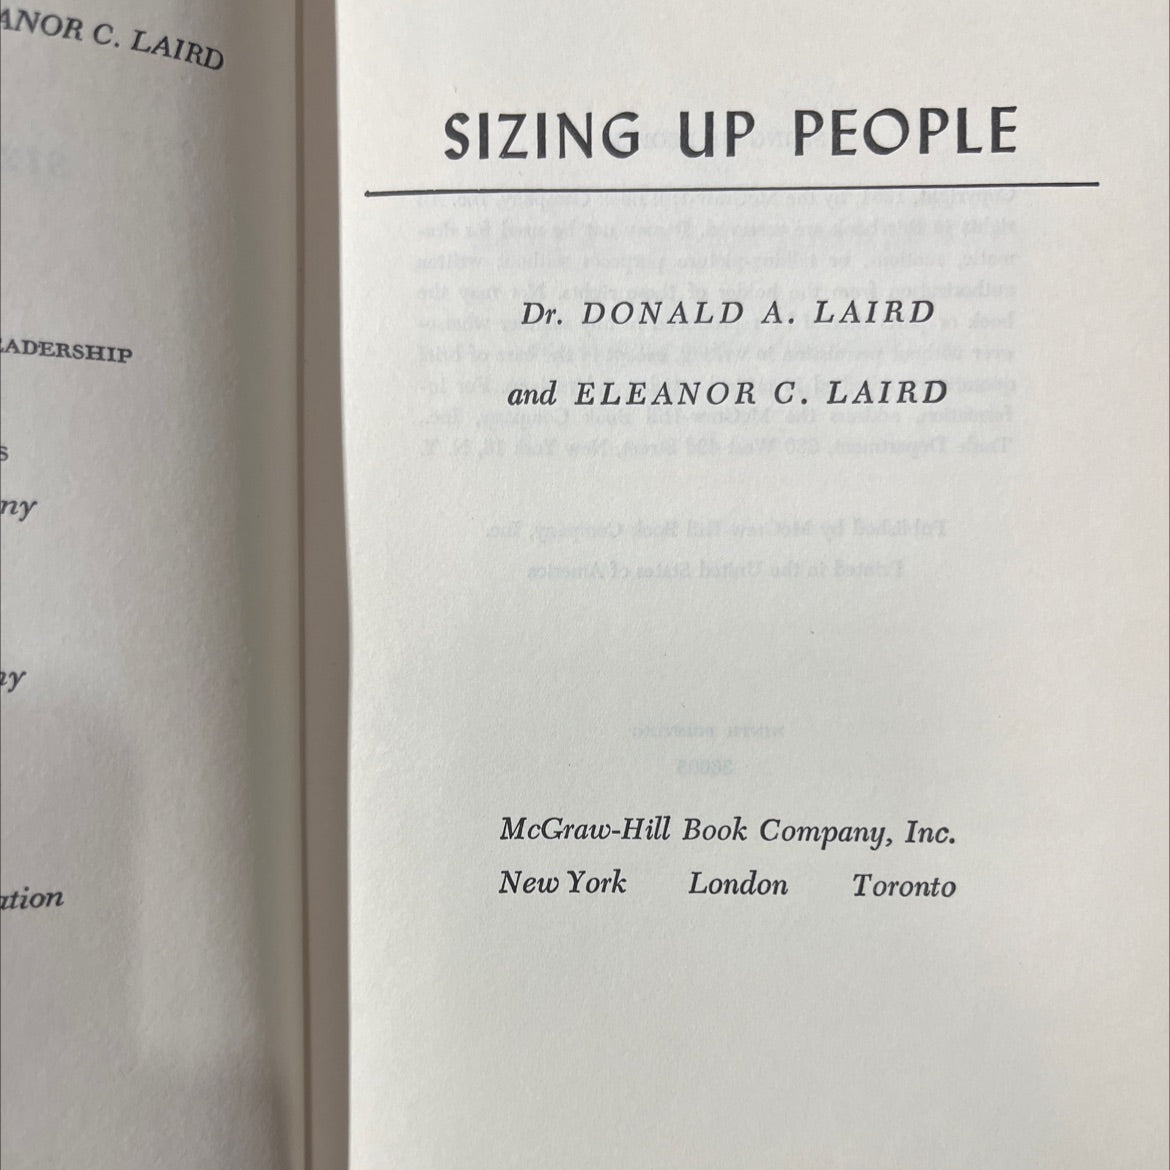 ANOR C. LAIRD
ADERSHIP
s
ny
ny
ation
SIZING UP PEOPLE
Dr. DONALD A. LAIRD
and ELEANOR C. LAIRD
McGraw-Hill Book Company, Inc.
New York London Toronto